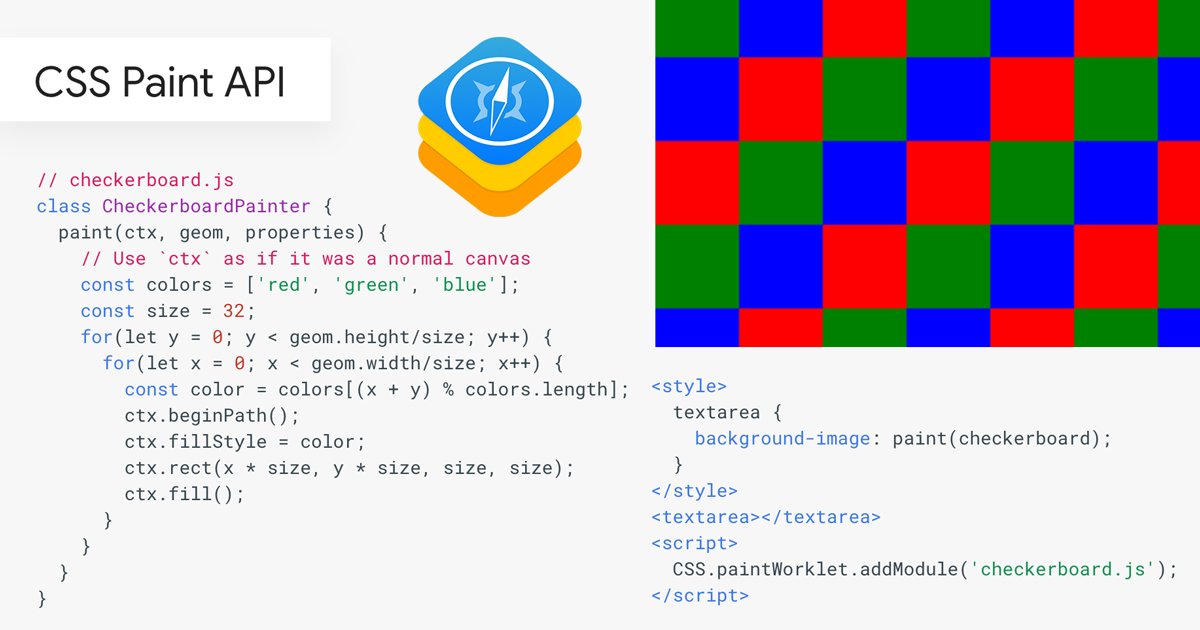 CSS Paint API
// checkerboard.js
class CheckerboardPainter {
  paint(ctx, geom, properties) {
    // Use `ctx` as if it was a normal canvas
    const colors = ['red', 'green', 'blue'];
    const size = 32;
    for(let y = 0; y < geom.height/size; y++) {
      for(let x = 0; x < geom.width/size; x++) {
        const color = colors[(x + y) % colors.length];
        ctx.beginPath();
        ctx.fillStyle = color;
        ctx.rect(x * size, y * size, size, size);
        ctx.fill();
      }
    }
  }
}
<style>
  textarea {
    background-image: paint(checkerboard);
  }
</style>
<textarea></textarea>
<script>
  CSS.paintWorklet.addModule('checkerboard.js');
</script>